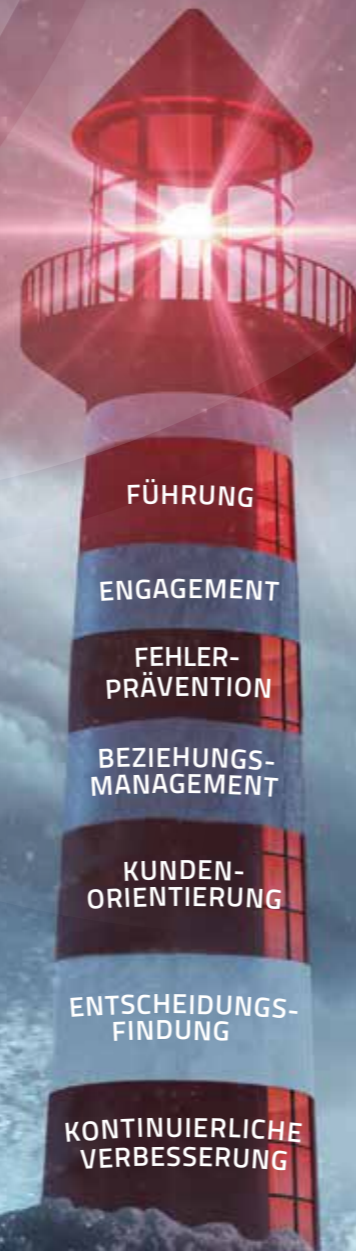 FÜHRUNG
ENGAGEMENT
FEHLER-
PRÄVENTION
BEZIEHUNGS-
MANAGEMENT
KUNDEN-
ORIENTIERUNG
ENTSCHEIDUNGS-
FINDUNG
KONTINUIERLICHE
VERBESSERUNG